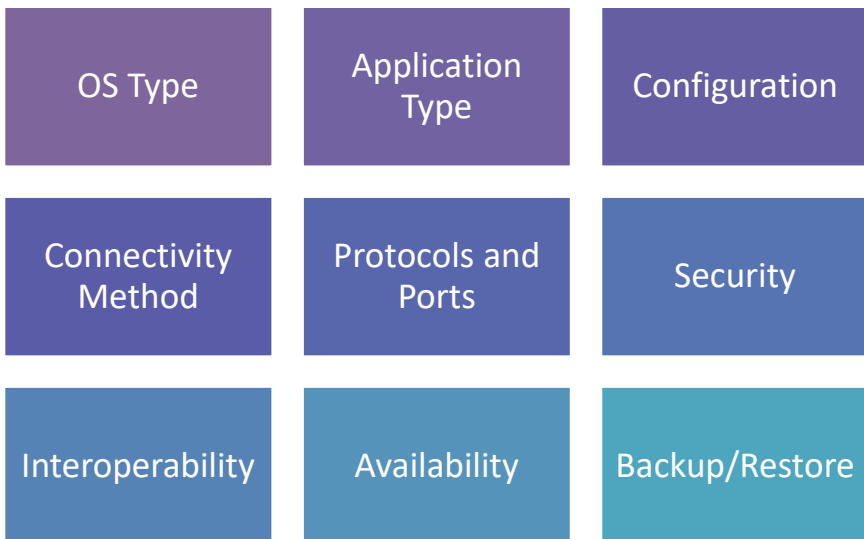 OS Type
Application
Type
Configuration
Connectivity
Method
Protocols and
Ports
Security
Interoperability
Availability
Backup/Restore